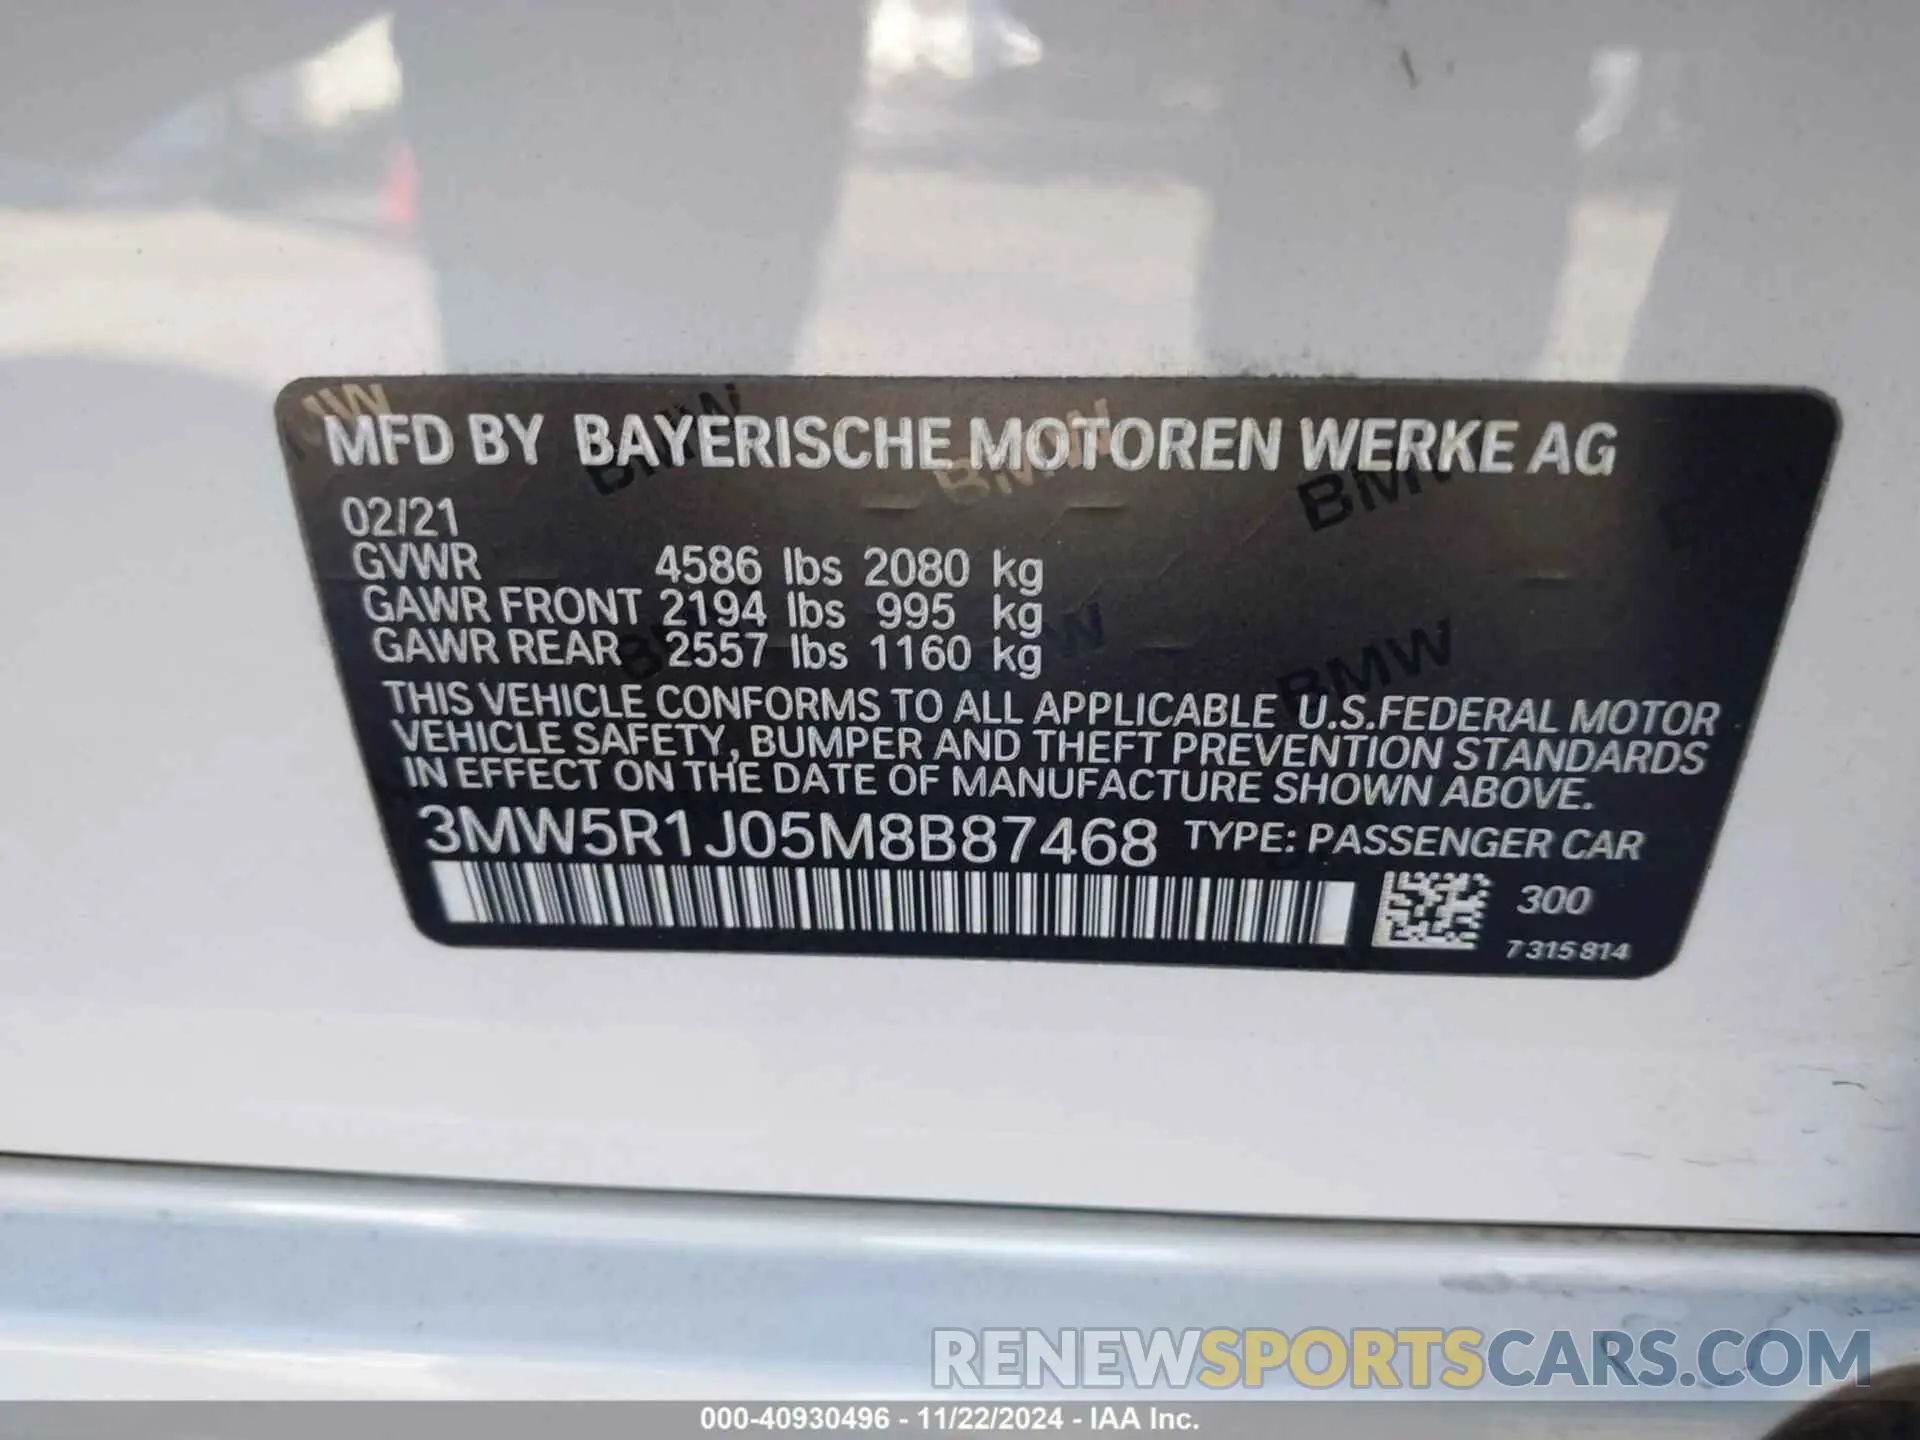 MFD BY BAYERISCHE MOTOREN WERKE AG
02/21
GVWR 4586 lbs 2080 kg
GAWR FRONT 2194 lbs 995 kg
GAWR REAR 2557 lbs 1160 kg
THIS VEHICLE CONFORMS TO ALL APPLICABLE U.S.FEDERAL MOTOR
VEHICLE SAFETY, BUMPER AND THEFT PREVENTION STANDARDS
IN EFFECT ON THE DATE OF MANUFACTURE SHOWN ABOVE.
3MW5R1J05M8B87468 TYPE: PASSENGER CAR
300
7 315 814
RENEWSPORTSCARS.COM
000-40930496 - 11/22/2024 - IAA Inc.